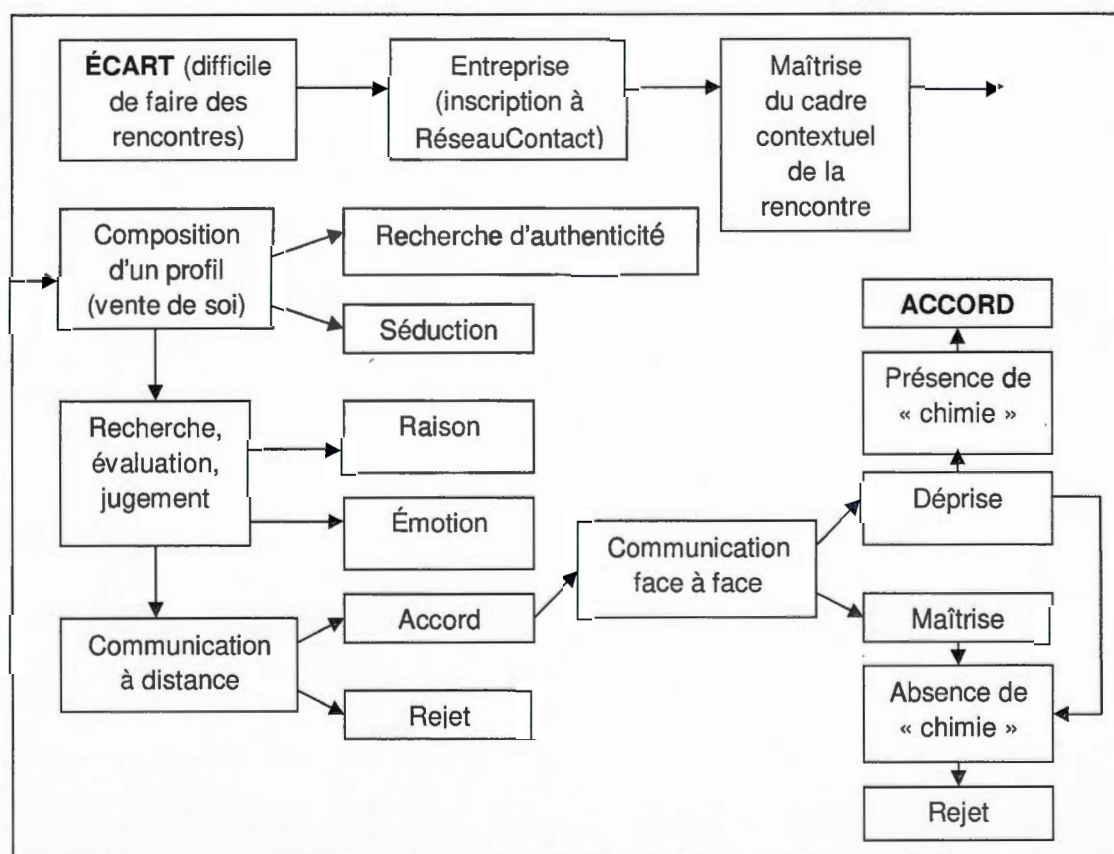 ÉCART (difficile
de faire des
rencontres)
Entreprise
(inscription à
RéseauContact)
Maîtrise
du cadre
contextuel
de la
rencontre
Composition
d'un profil
(vente de soi)
Recherche d'authenticité
Séduction
Recherche,
évaluation,
jugement
Raison
Émotion
Communication
à distance
Accord
Rejet
Communication
face à face
ACCORD
Présence de
« chimie »
Déprise
Maîtrise
Absence de
« chimie »
Rejet